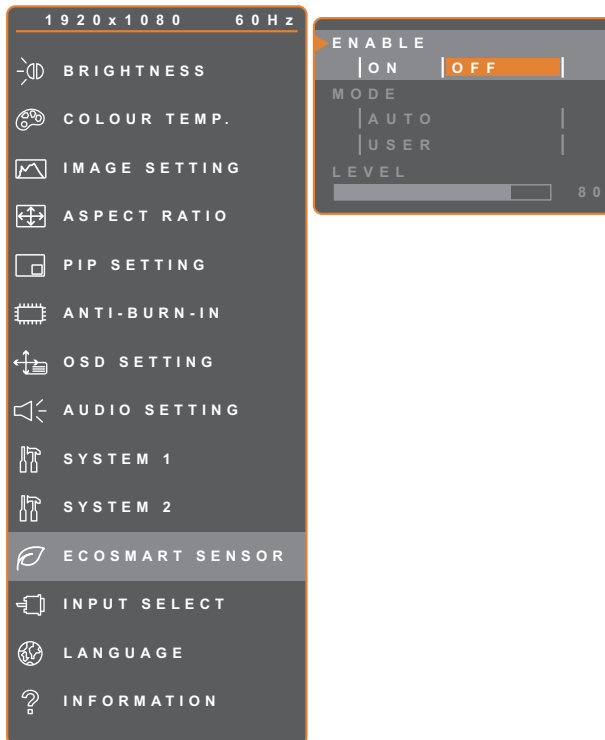 1920x1080 60Hz
BRIGHTNESS
COLOUR TEMP.
IMAGE SETTING
ASPECT RATIO
PIP SETTING
ANTI-BURN-IN
OSD SETTING
AUDIO SETTING
SYSTEM 1
SYSTEM 2
ECOSMART SENSOR
INPUT SELECT
LANGUAGE
INFORMATION
ENABLE
ON OFF
MODE
AUTO
USER
LEVEL
80